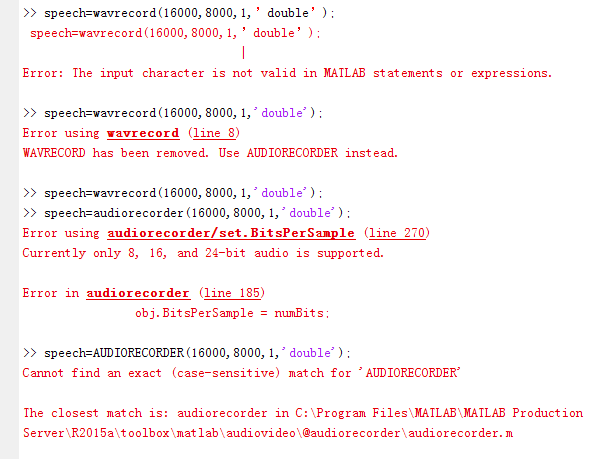 >> speech=wavrecord(16000,8000,1,’ double’ );
speech=wavrecord(16000,8000,1,’ double’ );
|
Error: The input character is not valid in MATLAB statements or expressions.
>> speech=wavrecord(16000,8000,1,'double');
Error using wavrecord (line 8)
WAVRECORD has been removed. Use AUDIORECORDER instead.
>> speech=wavrecord(16000,8000,1,'double');
>> speech=audiorecorder(16000,8000,1,'double');
Error using audiorecorder/set.BitsPerSample (line 270)
Currently only 8, 16, and 24-bit audio is supported.
Error in audiorecorder (line 185)
obj.BitsPerSample = numBits;
>> speech=AUDIORECORDER(16000,8000,1,'double');
Cannot find an exact (case-sensitive) match for 'AUDIORECORDER'
The closest match is: audiorecorder in C:\Program Files\MATLAB\MATLAB Production
Server\R2015a\toolbox\matlab\audiovideo\@audiorecorder\audiorecorder.m